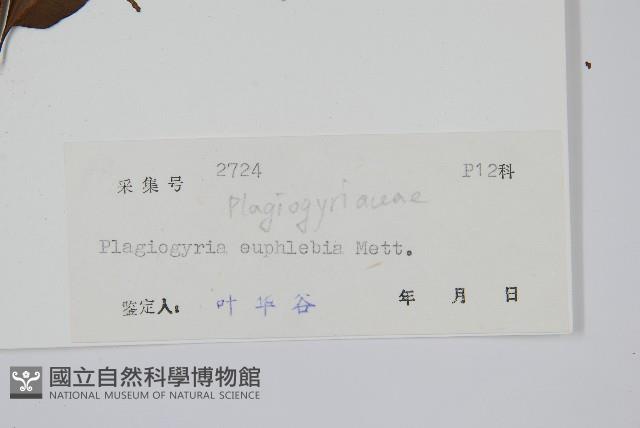 采集号 2724 P12科
Plagiogyriaceae
Plagiogyria euphlebia Mett.
鉴定人: 叶华谷 年 月 日
國立自然科學博物館
NATIONAL MUSEUM OF NATURAL SCIENCE